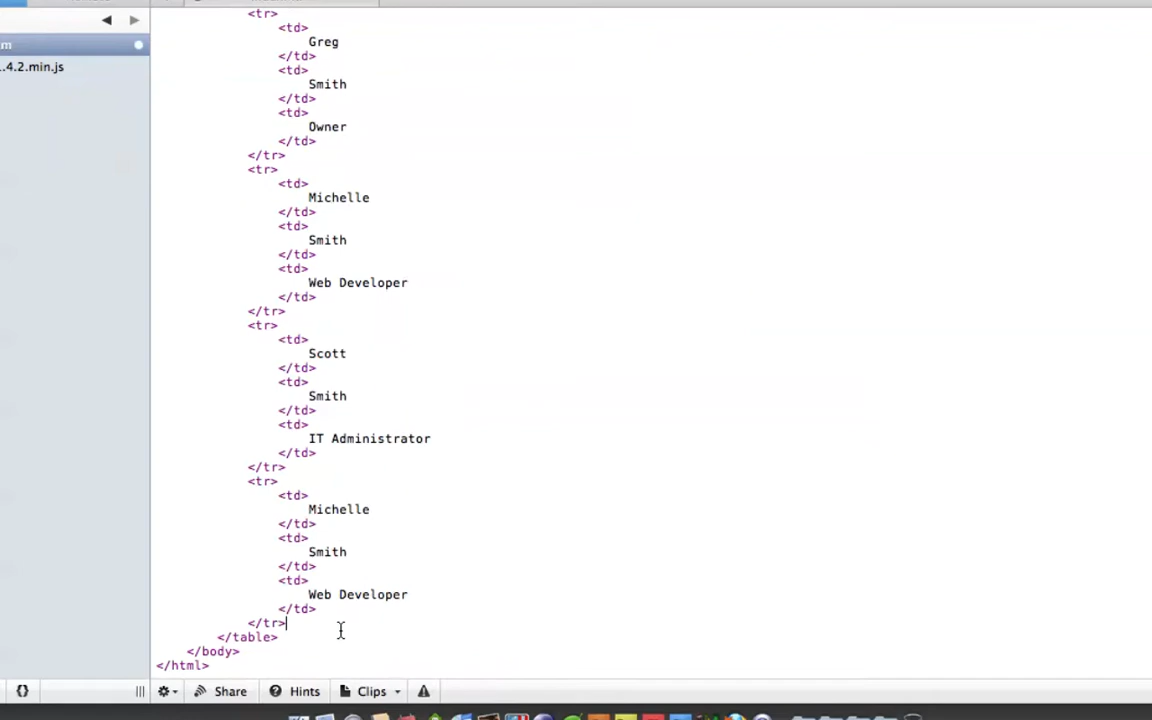 <tr>
m
<td>
Greg
</td>
.4.2.min.js
<td>
Smith
</td>
<td>
Owner
</td>
</tr>
<tr>
<td>
Michelle
</td>
<td>
Smith
</td>
<td>
Web Developer
</td>
</tr>
<tr>
<td>
Scott
</td>
<td>
Smith
</td>
<td>
IT Administrator
</td>
</tr>
<tr>
<td>
Michelle
</td>
<td>
Smith
</td>
<td>
Web Developer
</td>
</tr>
</table>
</body>
</html>
{} Share Hints Clips